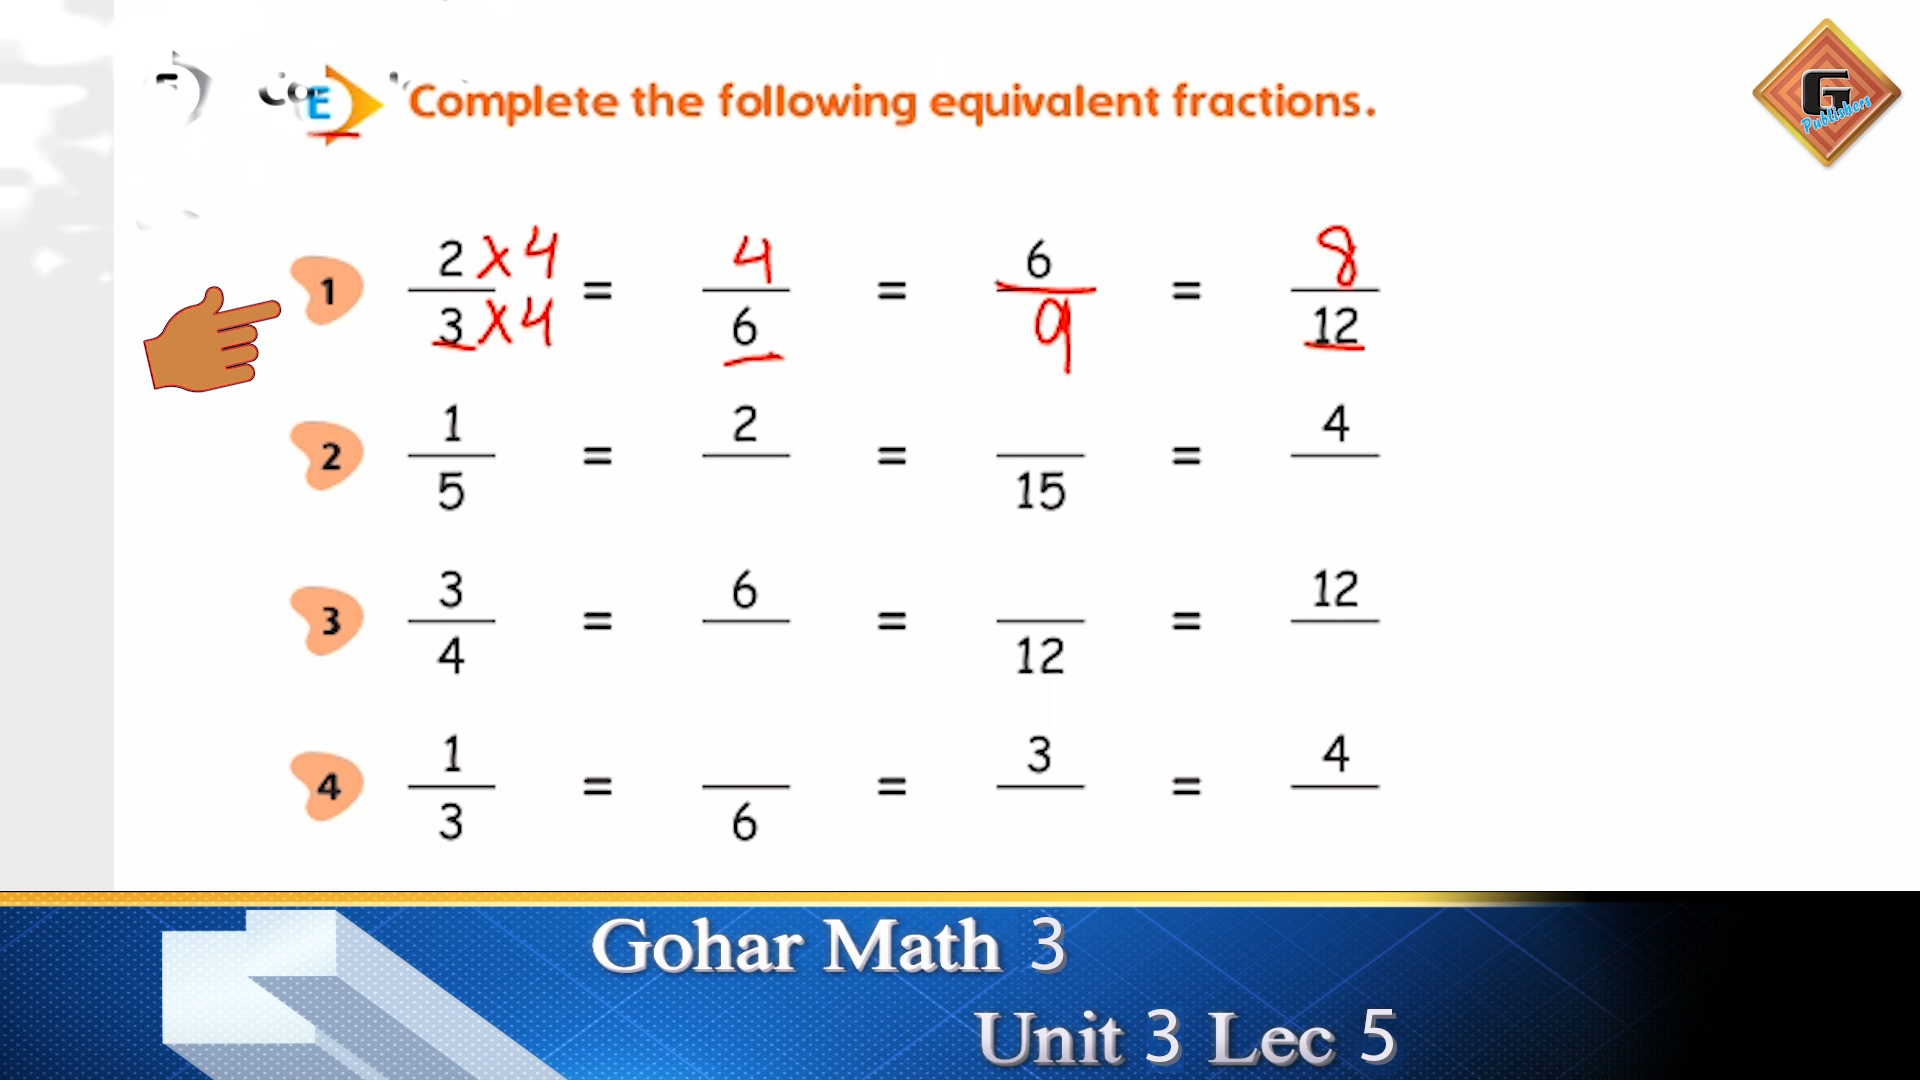 E Complete the following equivalent fractions.
G
Publishers
1 2/3 ×4/×4 = 4/6 = 6/9 = 8/12
2 1/5 = 2/ = /15 = 4/
3 3/4 = 6/ = /12 = 12/
4 1/3 = /6 = 3/ = 4/
Gohar Math 3
Unit 3 Lec 5